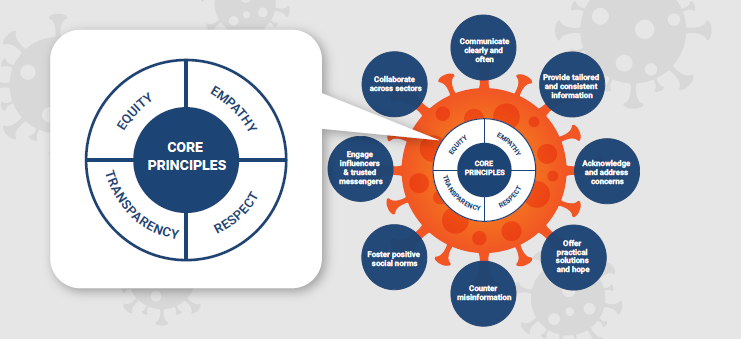 EQUITY
EMPATHY
CORE
PRINCIPLES
TRANSPARENCY
RESPECT
Communicate
clearly and
often
Collaborate
across sectors
Provide tailored
and consistent
information
Engage
influencers
& trusted
messengers
EQUITY
EMPATHY
CORE
PRINCIPLES
TRANSPARENCY
RESPECT
Acknowledge
and address
concerns
Foster positive
social norms
Offer
practical
solutions
and hope
Counter
misinformation